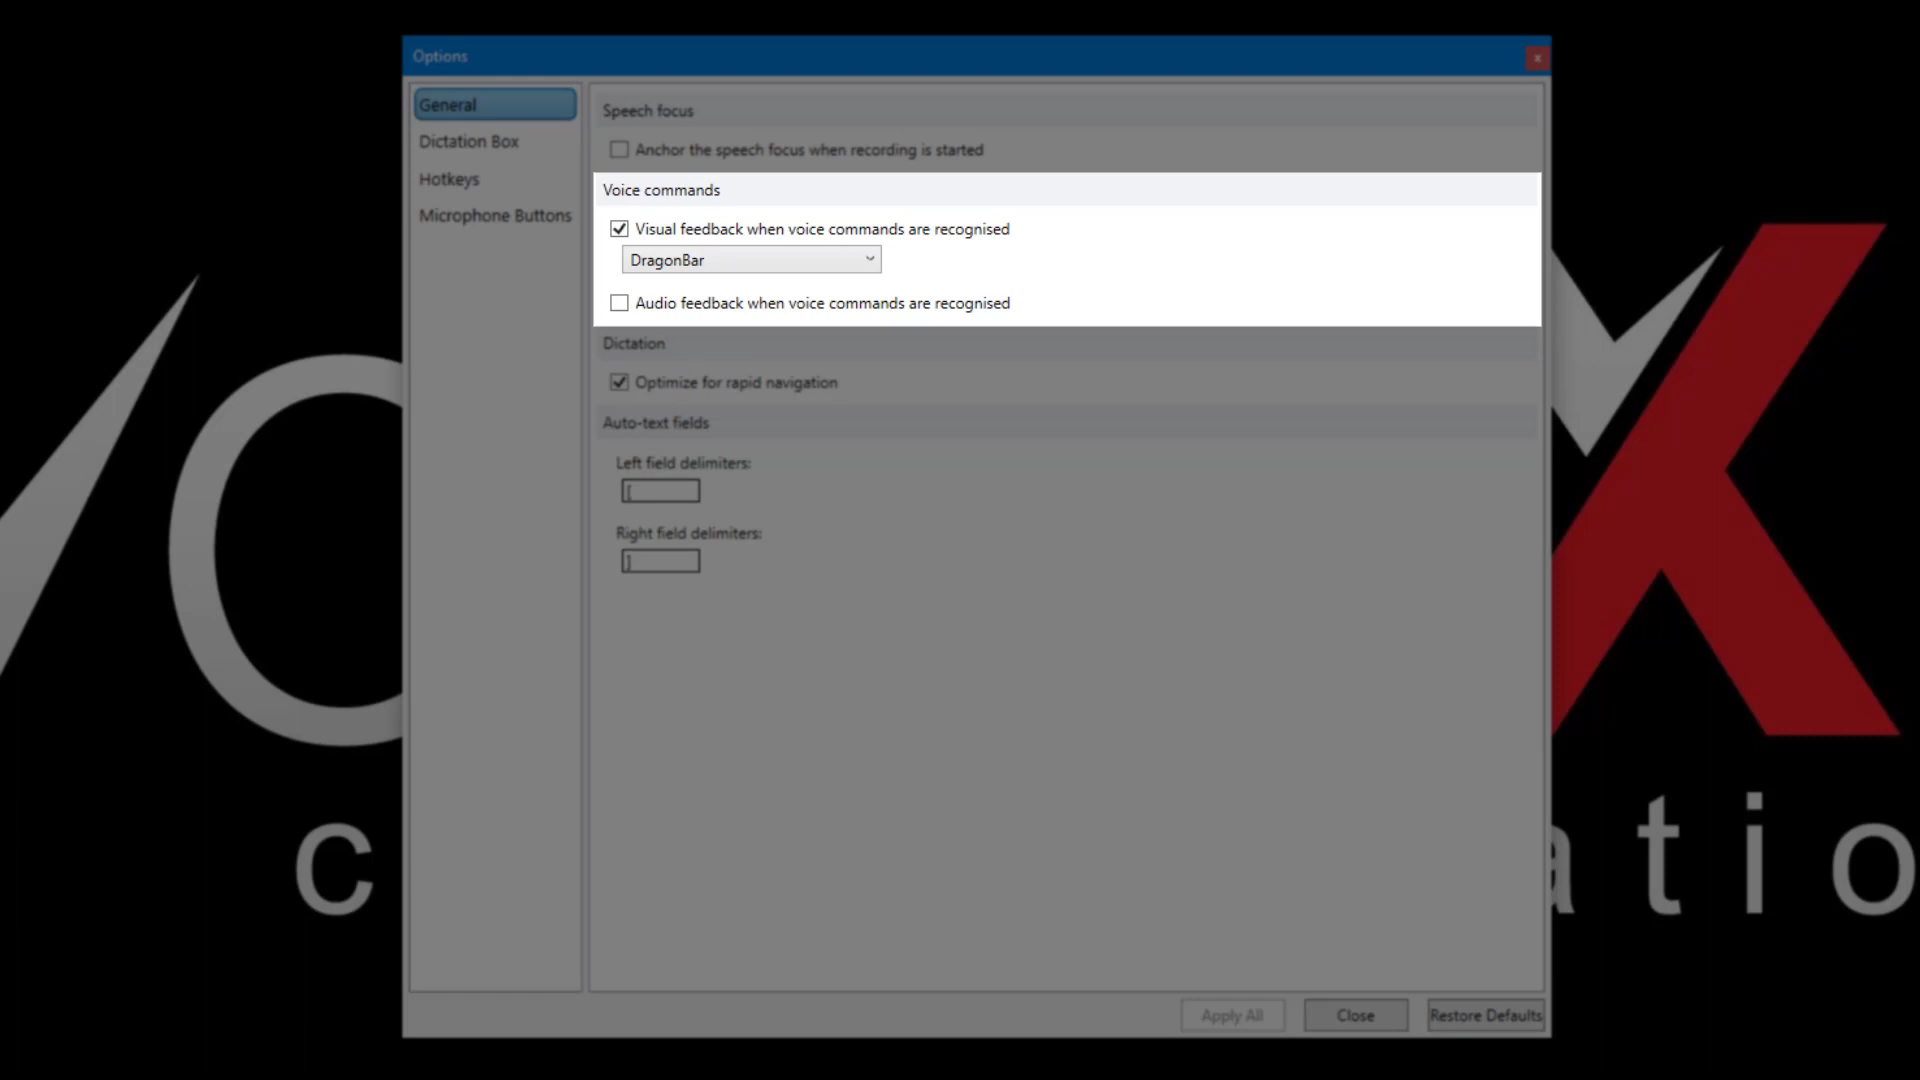 Options
x
General
Dictation Box
Hotkeys
Microphone Buttons
Speech focus
Anchor the speech focus when recording is started
Voice commands
Visual feedback when voice commands are recognised
DragonBar
Audio feedback when voice commands are recognised
Dictation
Optimize for rapid navigation
Auto-text fields
Left field delimiters:
[
Right field delimiters:
]
Apply All
Close
Restore Defaults